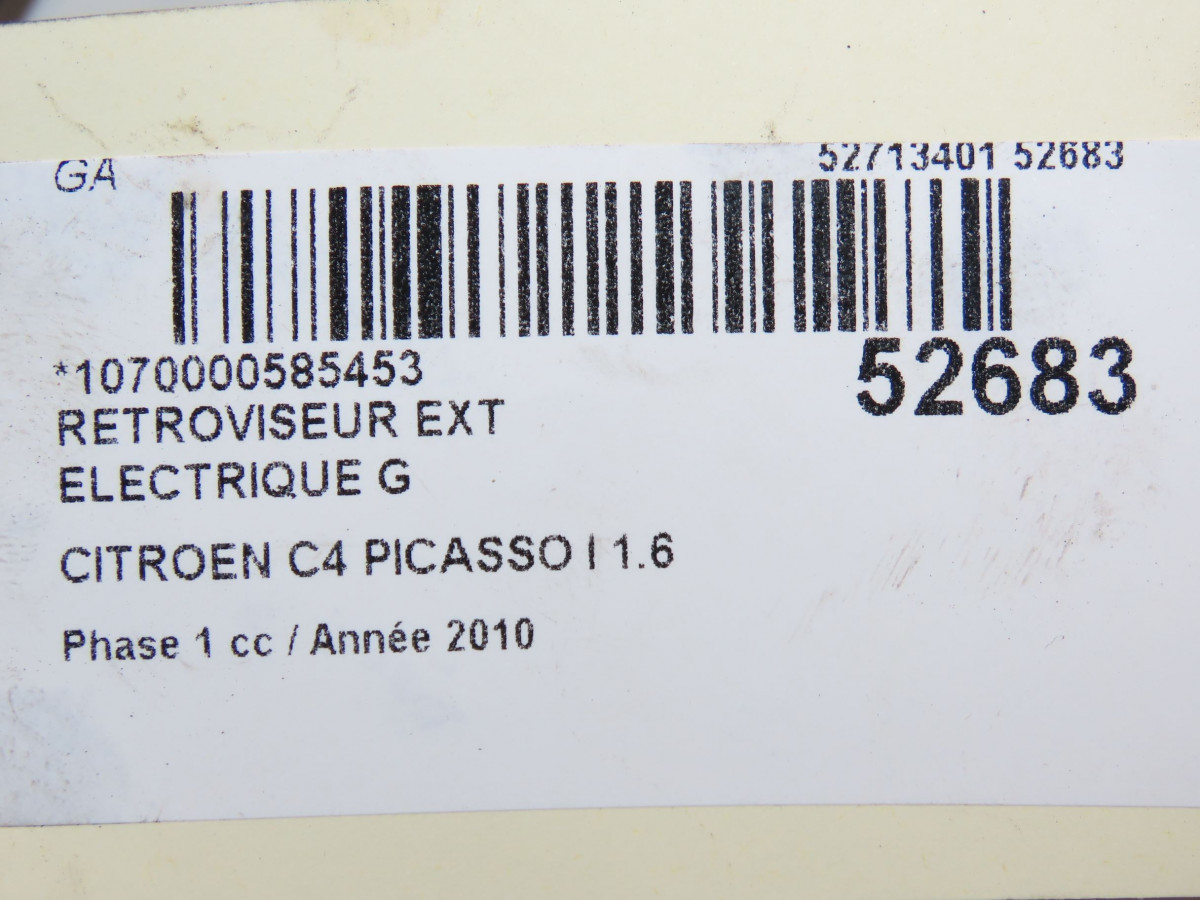 GA
52713401 52683
*1070000585453
52683
RETROVISEUR EXT
ELECTRIQUE G
CITROEN C4 PICASSO I 1.6
Phase 1 cc / Année 2010